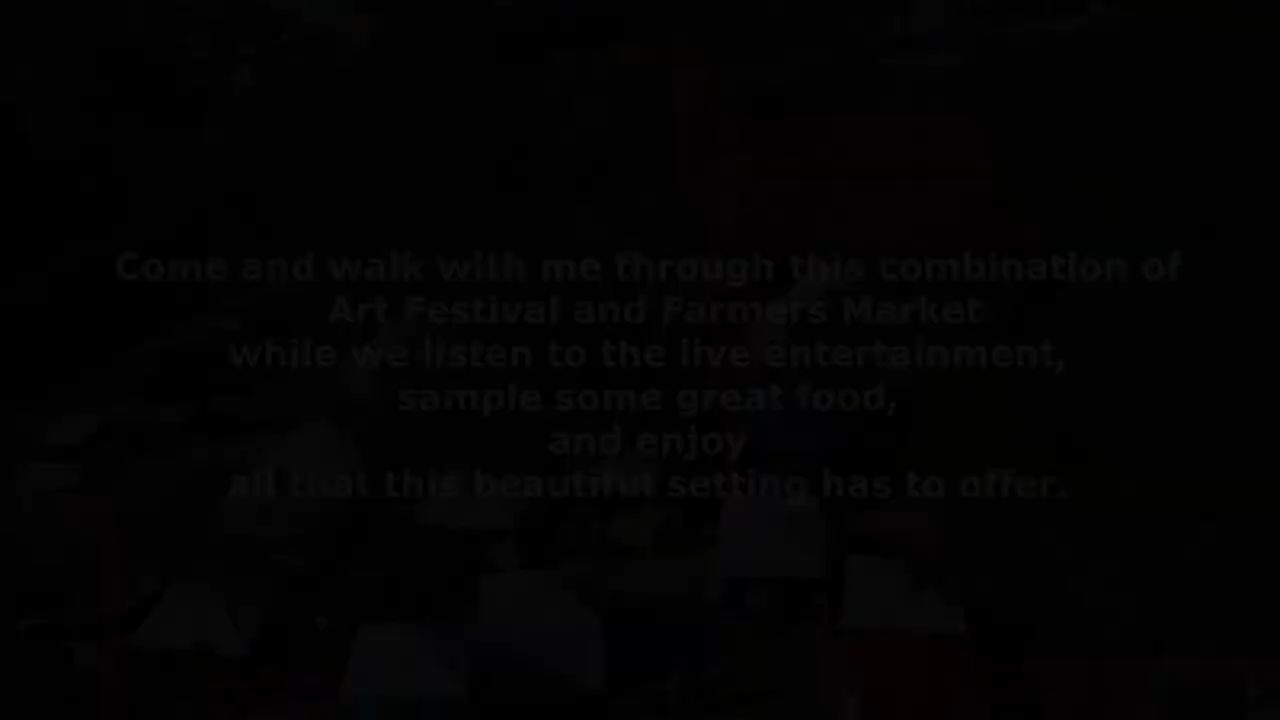 Come and walk with me through this combination of
Art Festival and Farmers Market
while we listen to the live entertainment,
sample some great food,
and enjoy
all that this beautiful setting has to offer.